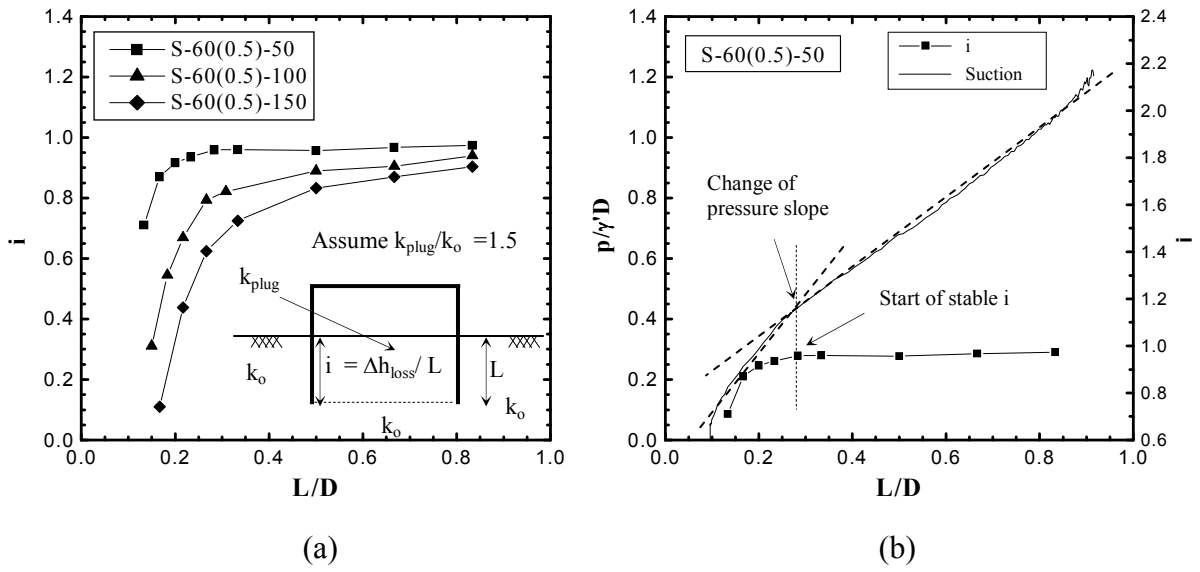 1.4
1.2
1.0
0.8
0.6
0.4
0.2
0.0
i
0.0 0.2 0.4 0.6 0.8 1.0
L/D
S-60(0.5)-50
S-60(0.5)-100
S-60(0.5)-150
Assume k_plug/k_o =1.5
k_plug
i = Δh_loss/ L
L
k_o
k_o
k_o
(a)
1.4
1.2
1.0
0.8
0.6
0.4
0.2
0.0
p/γ'D
0.0 0.2 0.4 0.6 0.8 1.0
L/D
2.4
2.2
2.0
1.8
1.6
1.4
1.2
1.0
0.8
0.6
i
S-60(0.5)-50
i
Suction
Change of
pressure slope
Start of stable i
(b)